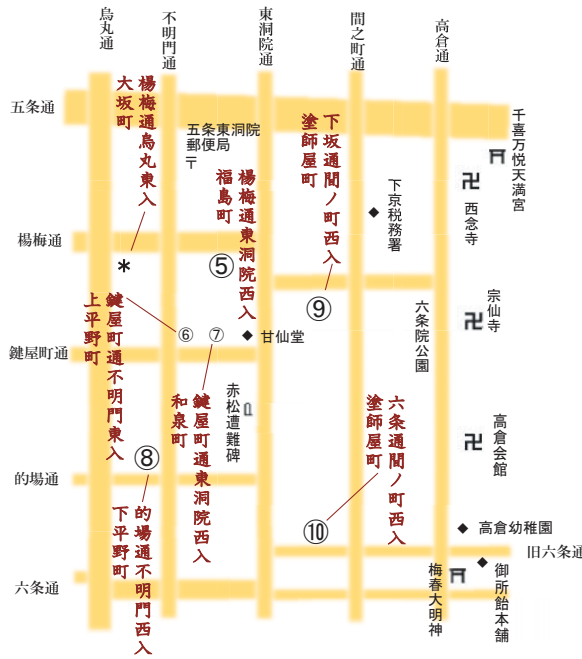 烏丸通
不明門通
東洞院通
間之町通
高倉通
五条通
楊梅通烏丸東入
大坂町
五条東洞院
郵便局
〒
下坂通間ノ町西入
塗師屋町
千喜万悦天満宮
卍
西念寺
下京税務署
楊梅通東洞院西入
福島町
楊梅通
*
⑤
⑨
鍵屋町通不明門東入
上平野町
⑥
⑦
甘仙堂
六条院公園
宗仙寺
卍
鍵屋町通
赤松遭難碑
鍵屋町通東洞院西入
和泉町
六条通間ノ町西入
塗師屋町
高倉会館
卍
⑧
的場通
的場通不明門西入
下平野町
⑩
高倉幼稚園
旧六条通
梅春大明神
御所飴本舗
六条通